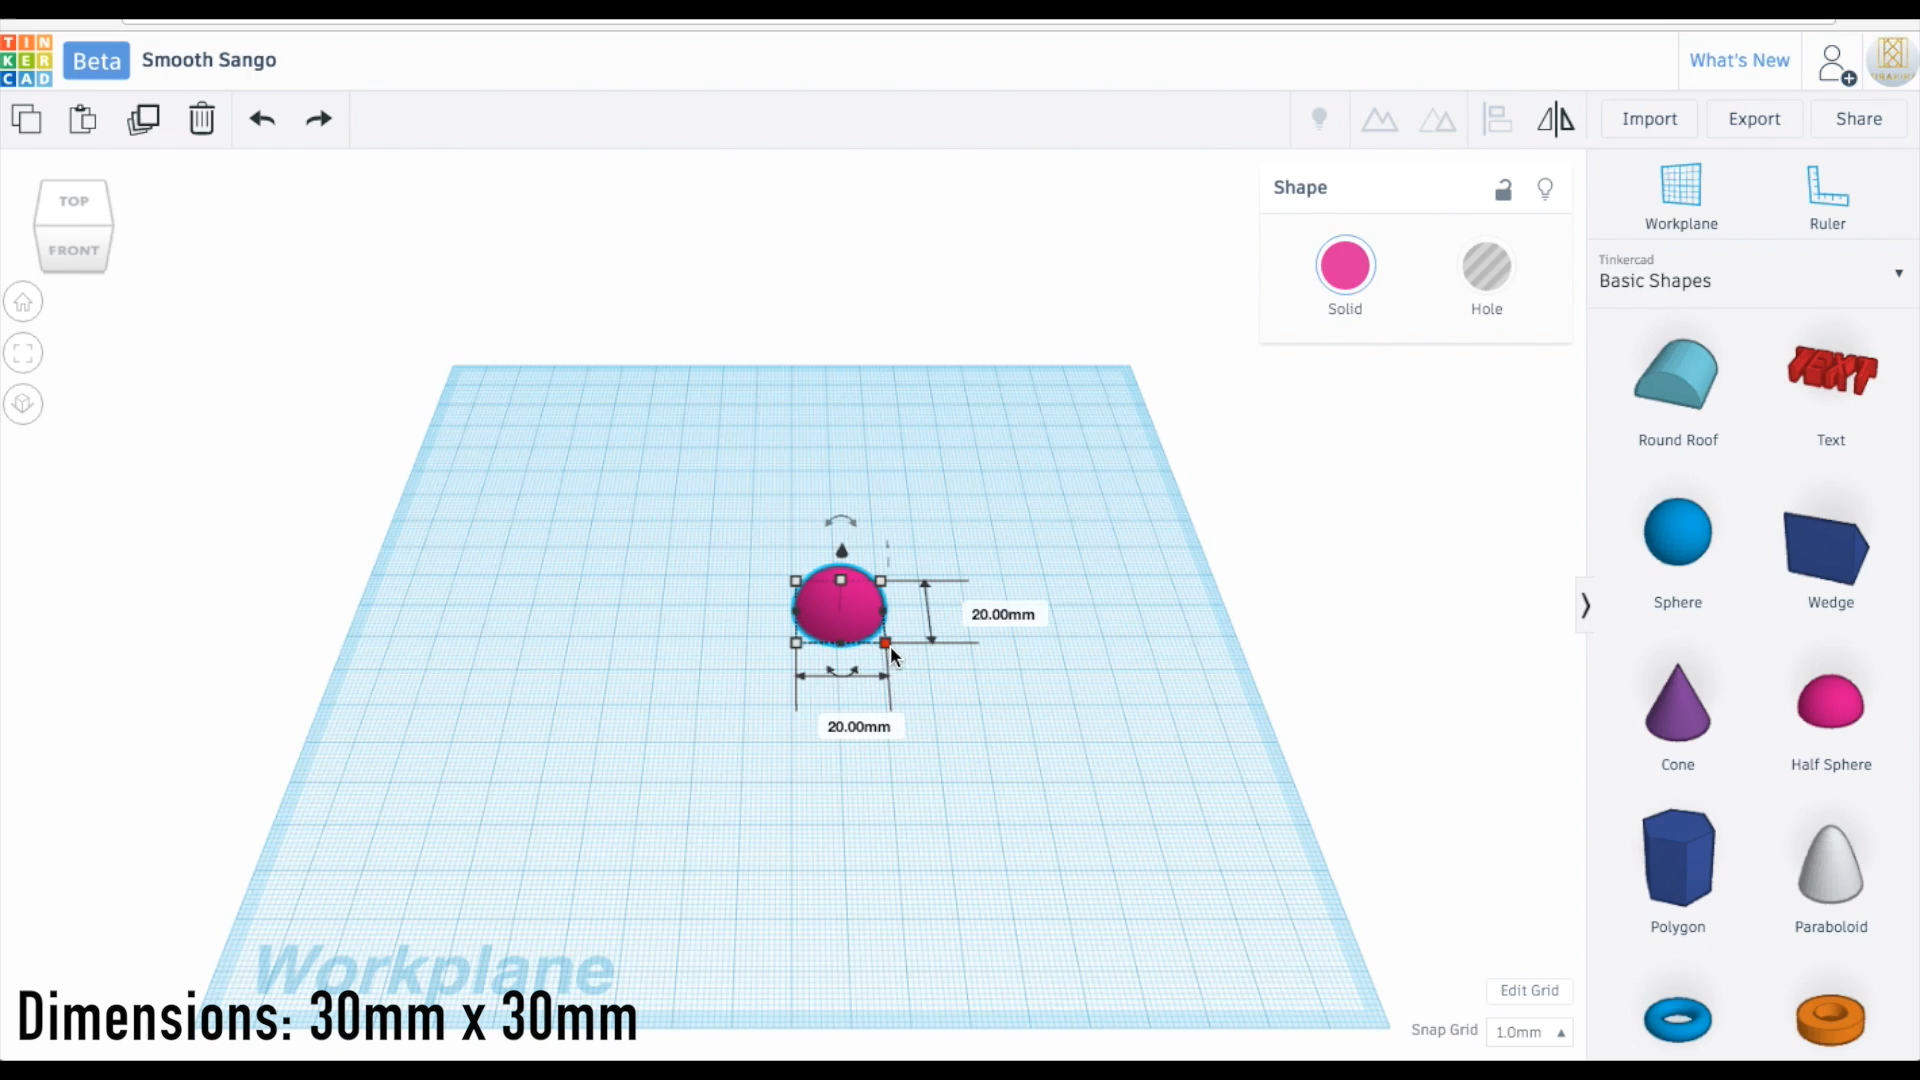 TIN
KER
CAD
Beta
Smooth Sango
What's New
Import
Export
Share
TOP
FRONT
Shape
Solid
Hole
Workplane
Ruler
Tinkercad
Basic Shapes
Round Roof
Text
TEXT
Sphere
Wedge
Cone
Half Sphere
Polygon
Paraboloid
20.00mm
20.00mm
Workplane
Dimensions: 30mm x 30mm
Edit Grid
Snap Grid
1.0mm